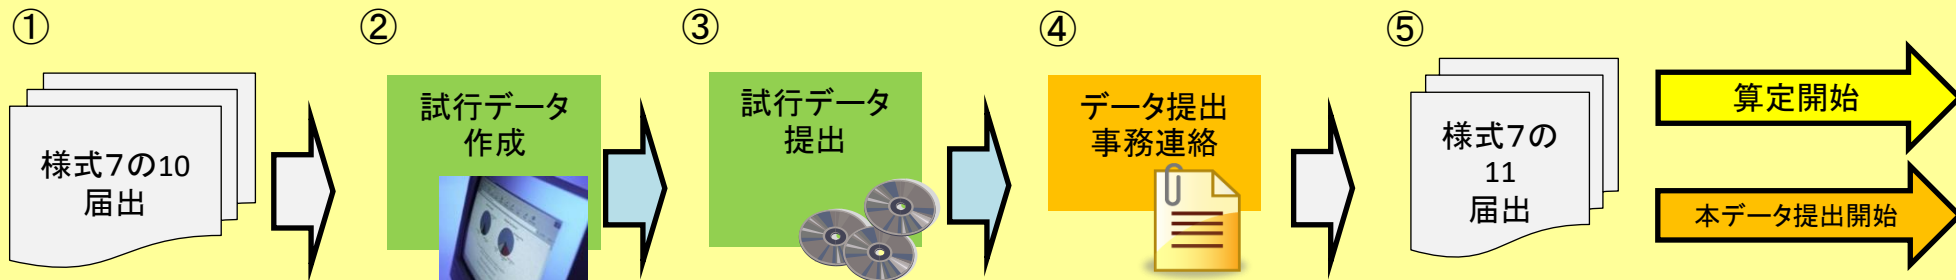 ①
様式7の10
届出
②
試行データ
作成
③
試行データ
提出
④
データ提出
事務連絡
⑤
様式7の
11
届出
算定開始
本データ提出開始